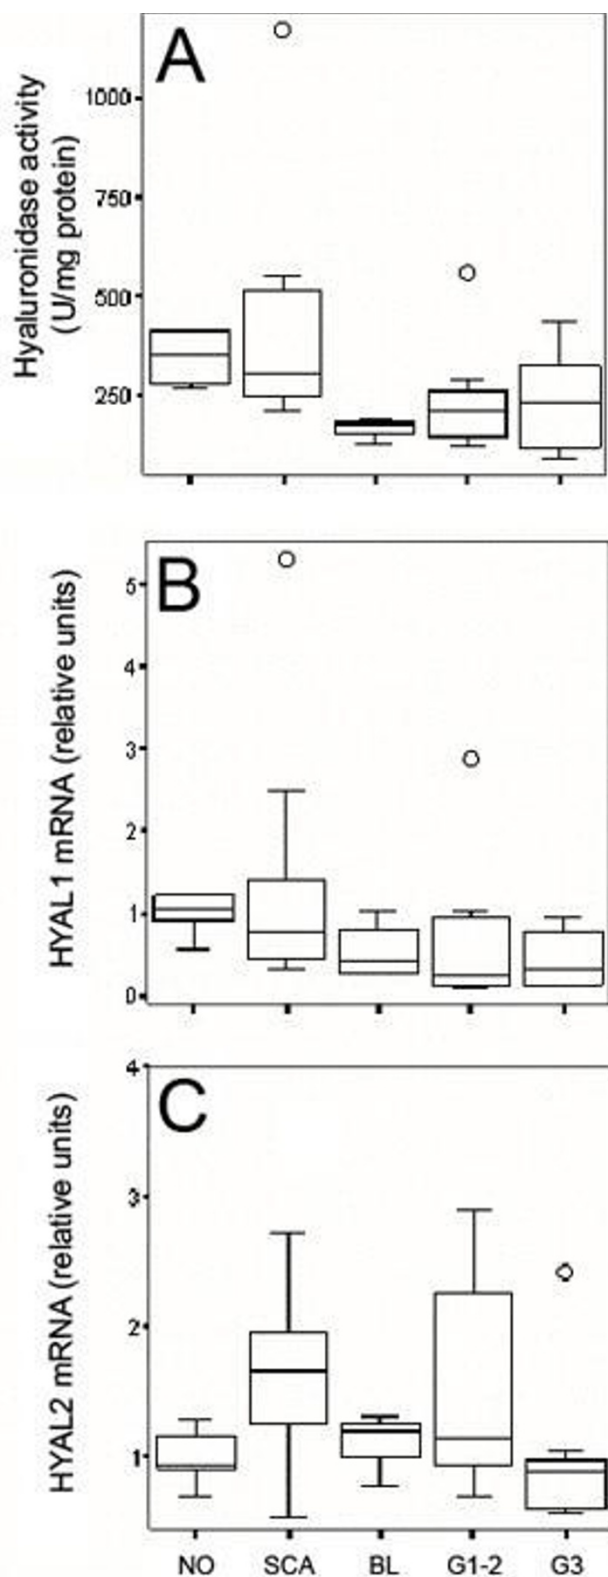 A
Hyaluronidase activity
(U/mg protein)
1000
750
500
250
B
HYAL1 mRNA (relative units)
5
4
3
2
1
0
C
HYAL2 mRNA (relative units)
4
3
2
1
NO SCA BL G1-2 G3